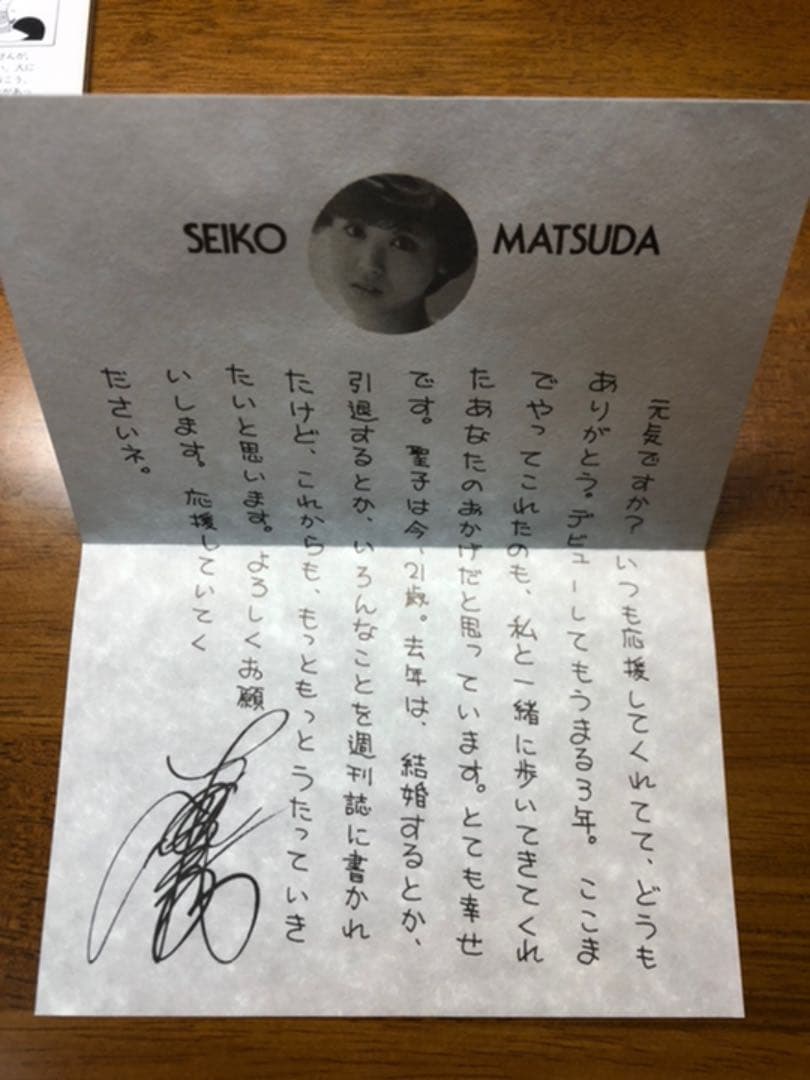 SEIKO MATSUDA
元気ですか？ いつも応援してくれてて、どうも
ありがとう。デビューしてもうまる3年。 ここま
でやってこれたのも、私と一緒に歩いてきてくれ
たあなたのおかげだと思っています。とても幸せ
です。 聖子は今、21歳。去年は、結婚するとか、
引退するとか、いろんなことを週刊誌に書かれ
たけど、これからも、もっともっとうたっていき
たいと思います。よろしくお願
いします。 応援していてく
ださいネ。